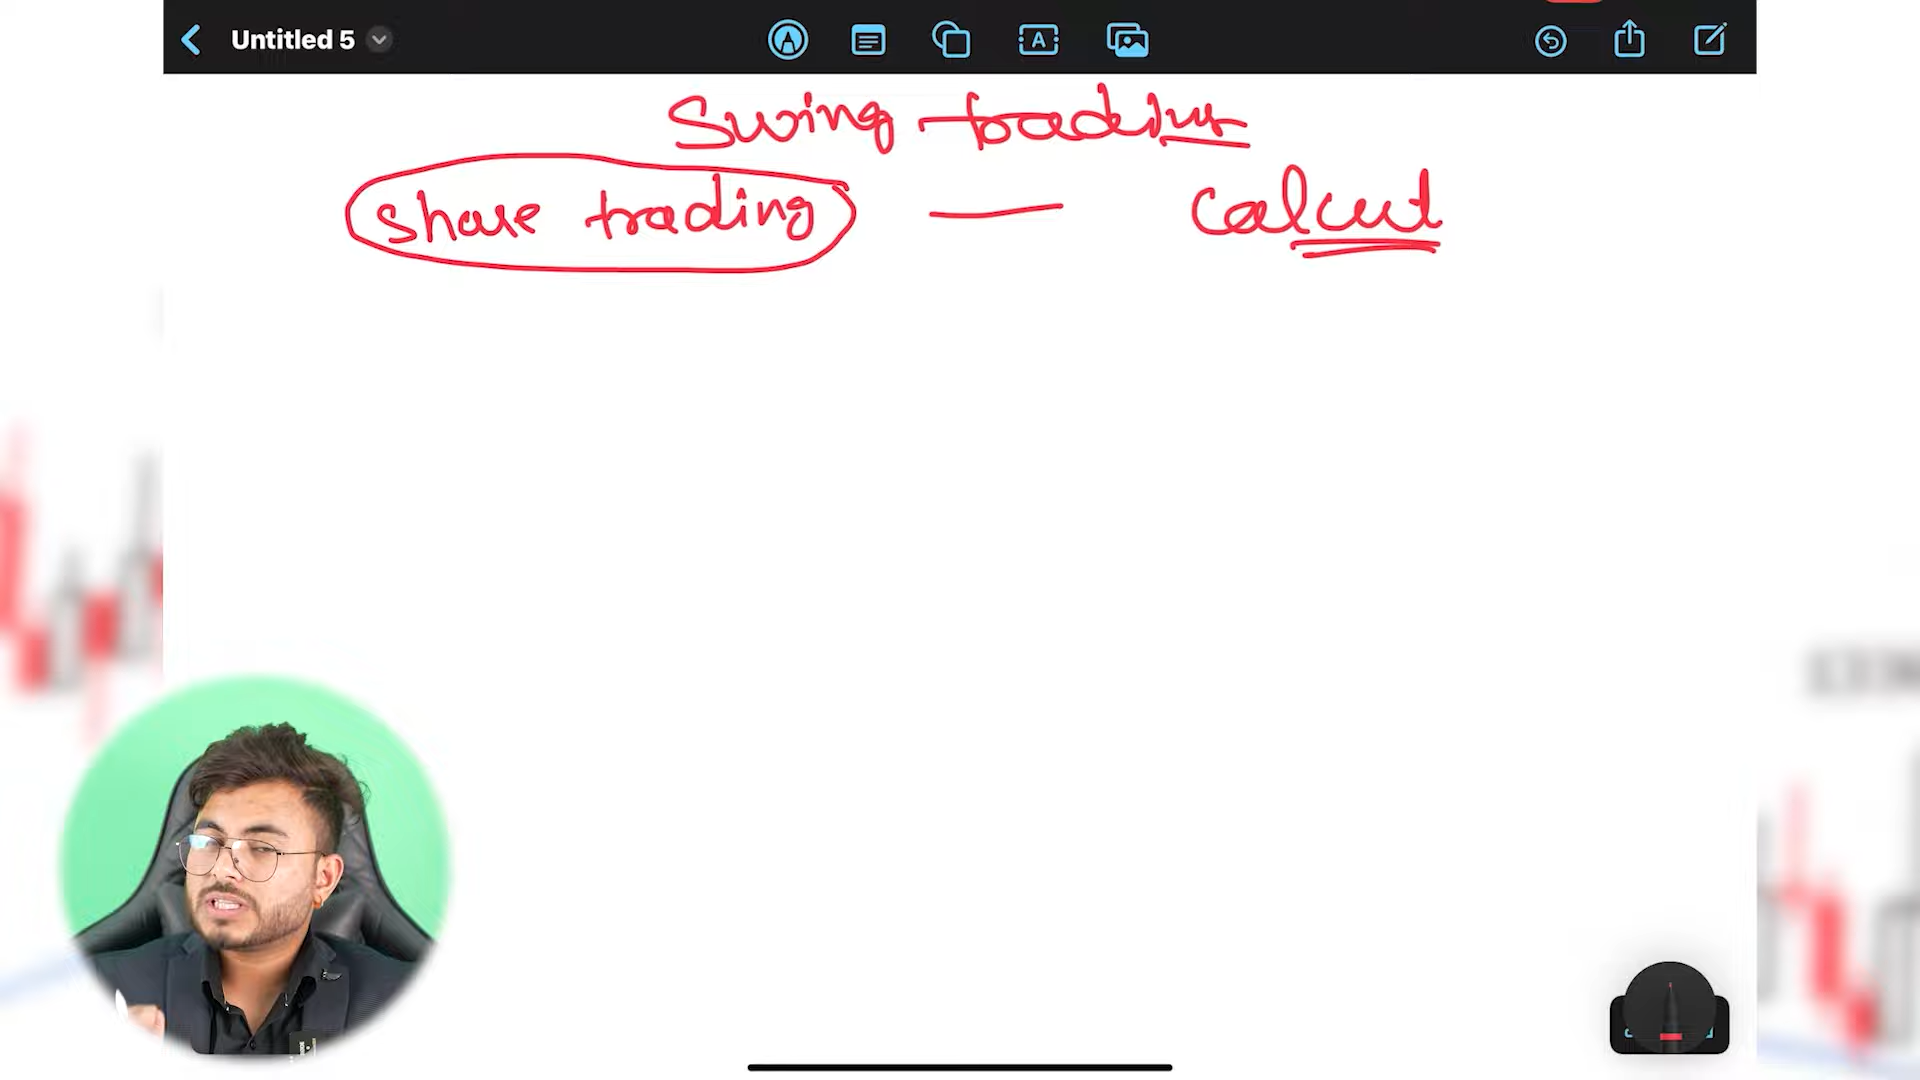 Untitled 5
Swing trading
share trading — calcut